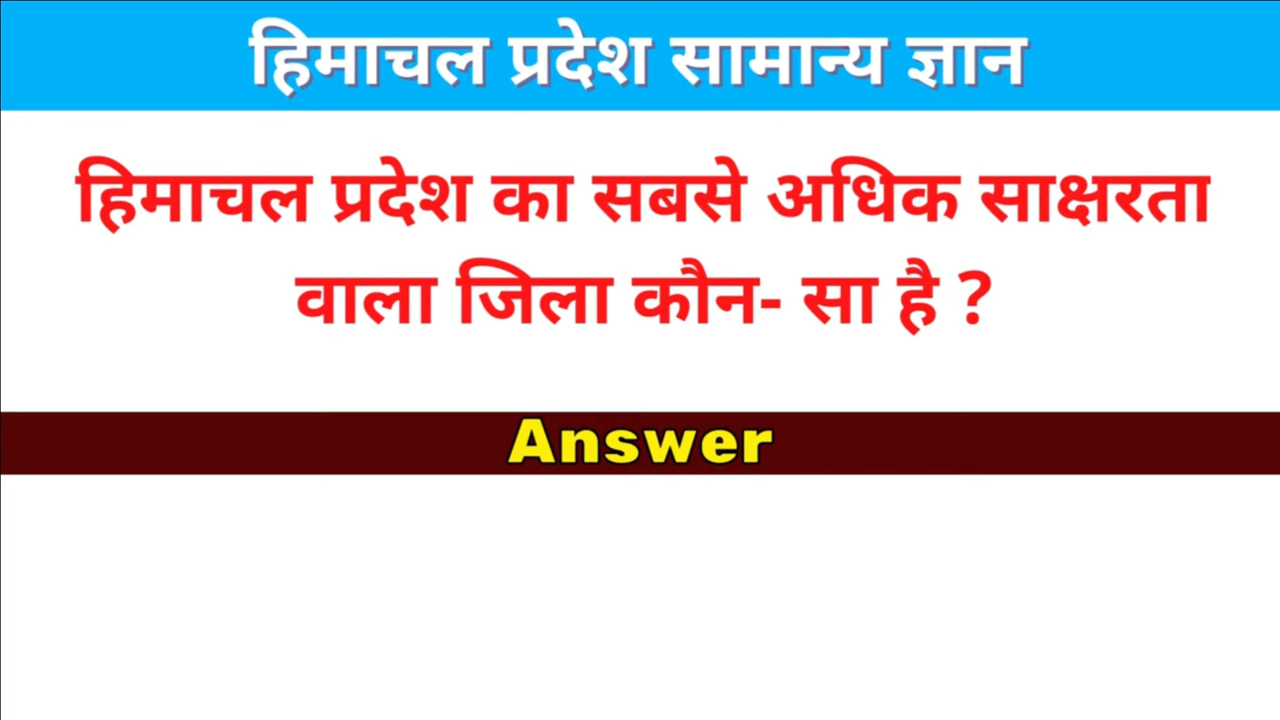 हिमाचल प्रदेश सामान्य ज्ञान
हिमाचल प्रदेश का सबसे अधिक साक्षरता
वाला जिला कौन- सा है ?
Answer